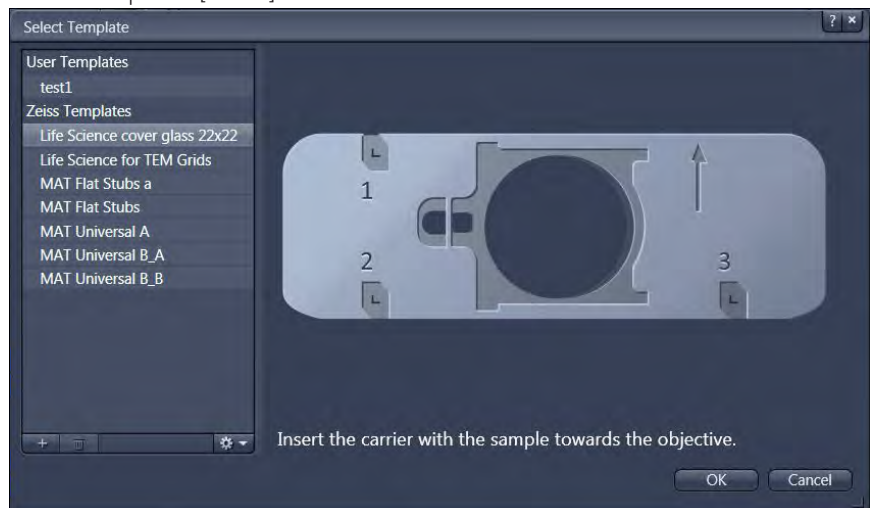 Select Template
? ×
User Templates
test1
Zeiss Templates
Life Science cover glass 22x22
Life Science for TEM Grids
MAT Flat Stubs a
MAT Flat Stubs
MAT Universal A
MAT Universal B_A
MAT Universal B_B
1
2
3
+
Insert the carrier with the sample towards the objective.
OK Cancel